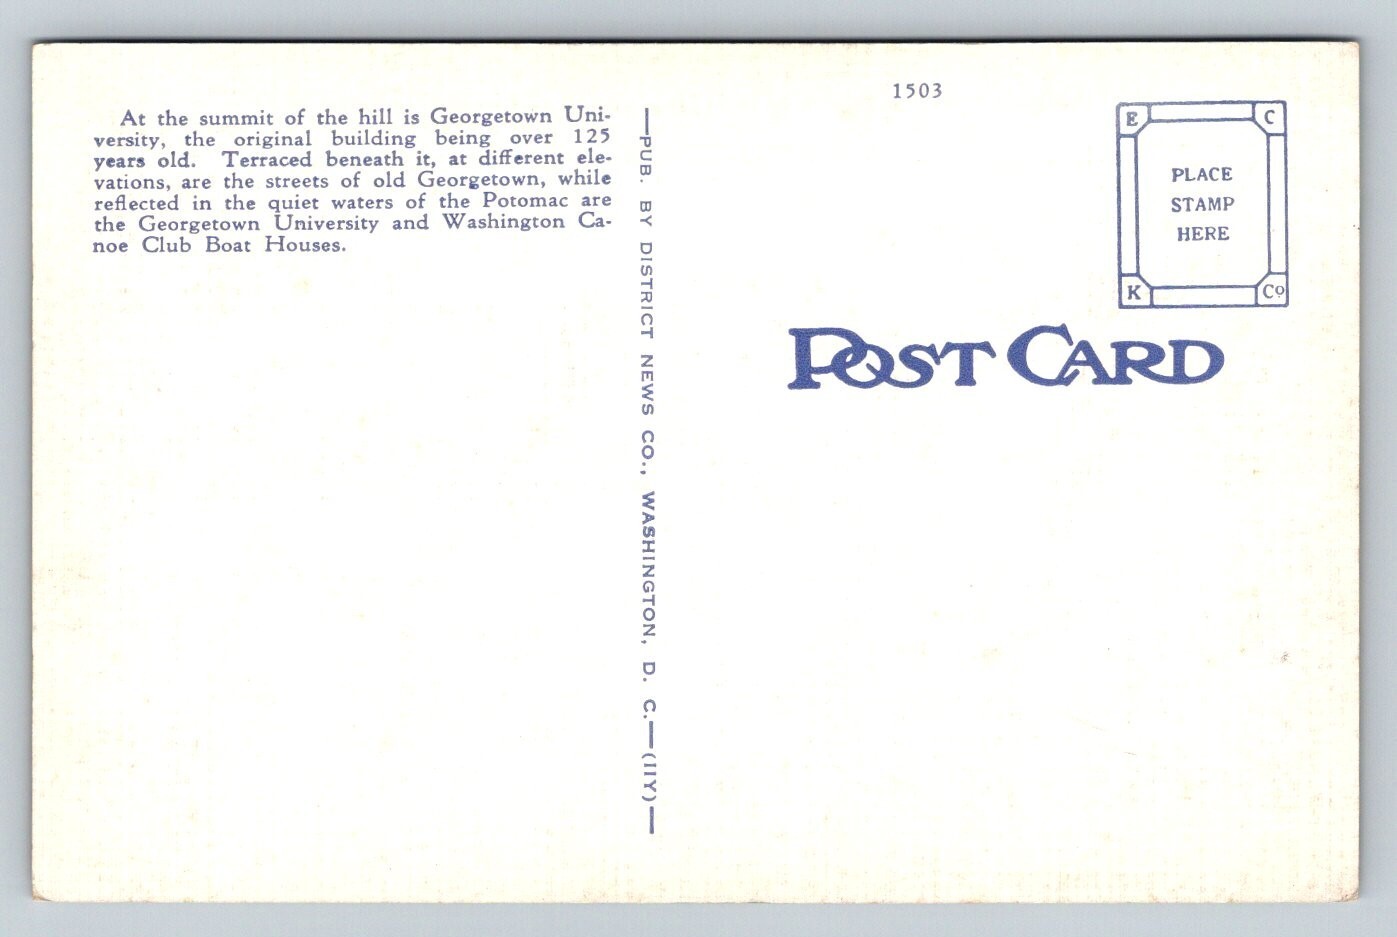 At the summit of the hill is Georgetown Uni-
versity, the original building being over 125
years old. Terraced beneath it, at different ele-
vations, are the streets of old Georgetown, while
reflected in the quiet waters of the Potomac are
the Georgetown University and Washington Ca-
noe Club Boat Houses.
—PUB. BY DISTRICT NEWS CO., WASHINGTON, D. C.—(11Y)—
1503
E C
PLACE
STAMP
HERE
K Co
POST CARD